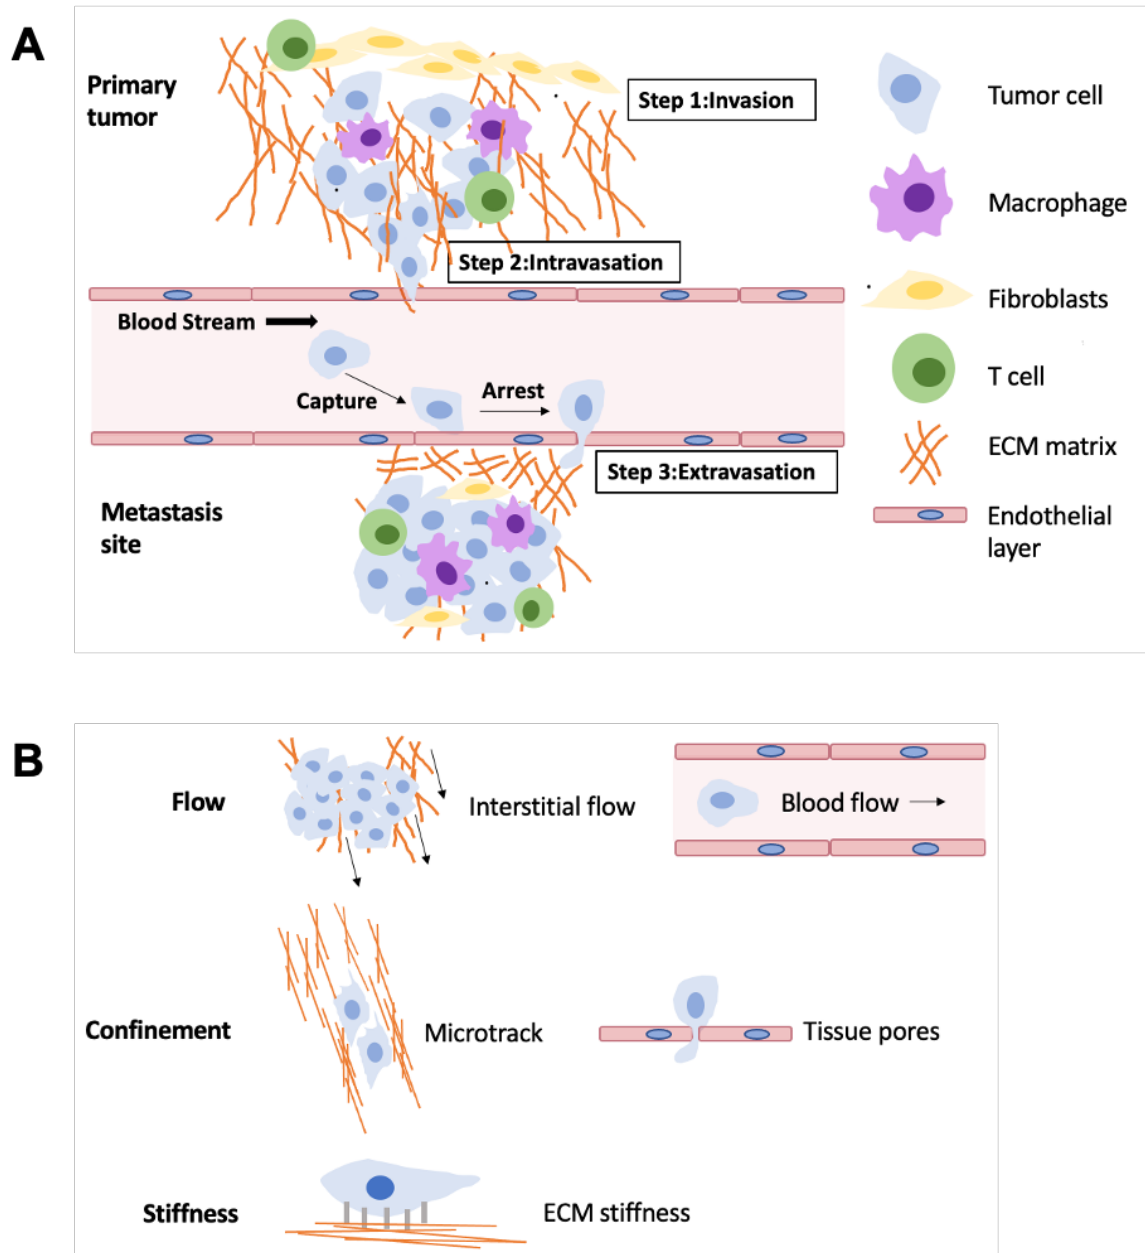 A
Primary
tumor
Step 1:Invasion
Step 2:Intravasation
Blood Stream
Capture
Arrest
Step 3:Extravasation
Metastasis
site
Tumor cell
Macrophage
Fibroblasts
T cell
ECM matrix
Endothelial
layer
B
Flow
Interstitial flow
Blood flow
Confinement
Microtrack
Tissue pores
Stiffness
ECM stiffness